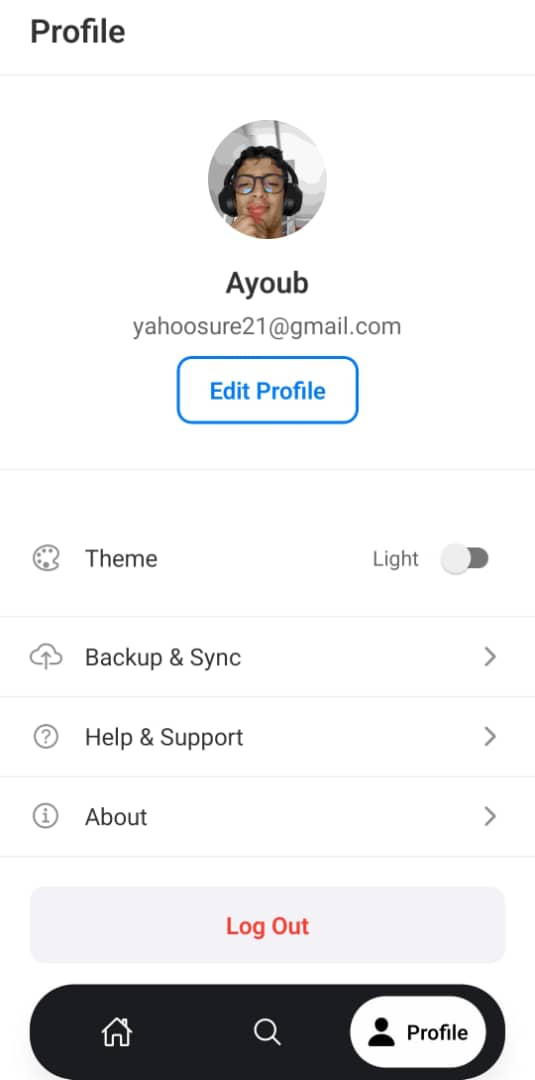 Profile
Ayoub
yahoosure21@gmail.com
Edit Profile
Theme
Light
Backup & Sync
Help & Support
About
Log Out
Profile